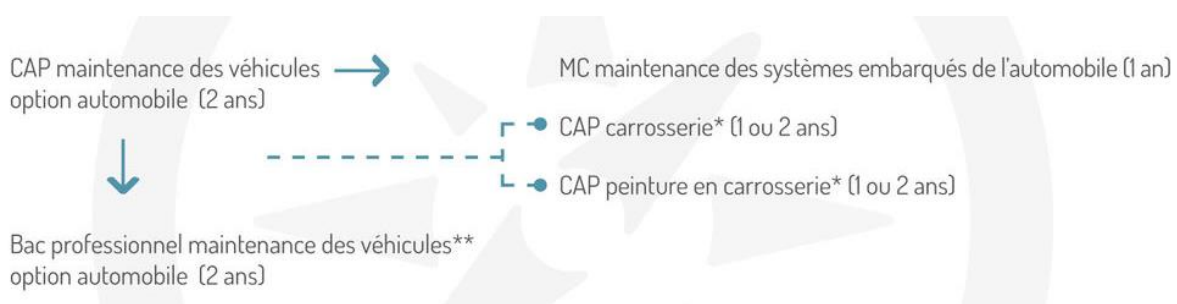 CAP maintenance des véhicules
option automobile (2 ans)
MC maintenance des systèmes embarqués de l'automobile (1 an)
CAP carrosserie* (1 ou 2 ans)
CAP peinture en carrosserie* (1 ou 2 ans)
Bac professionnel maintenance des véhicules**
option automobile (2 ans)